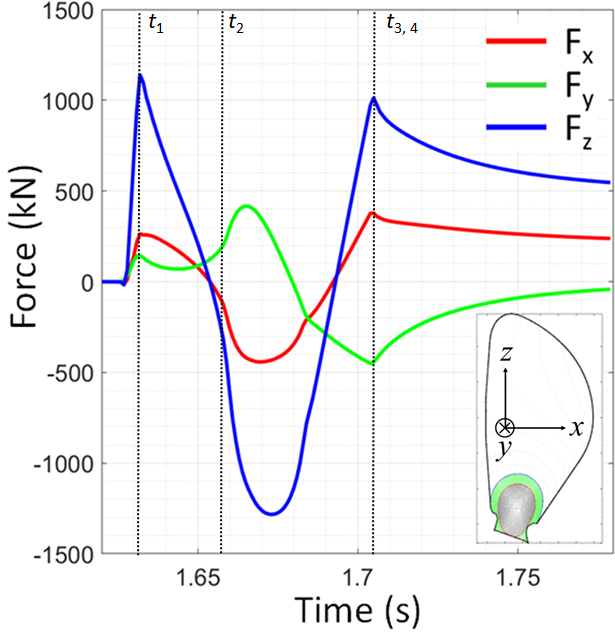 1500
t1
t2
t3, 4
Fx
Fy
Fz
1000
500
0
-500
-1000
-1500
Force (kN)
z
x
y
1.65
1.7
1.75
Time (s)